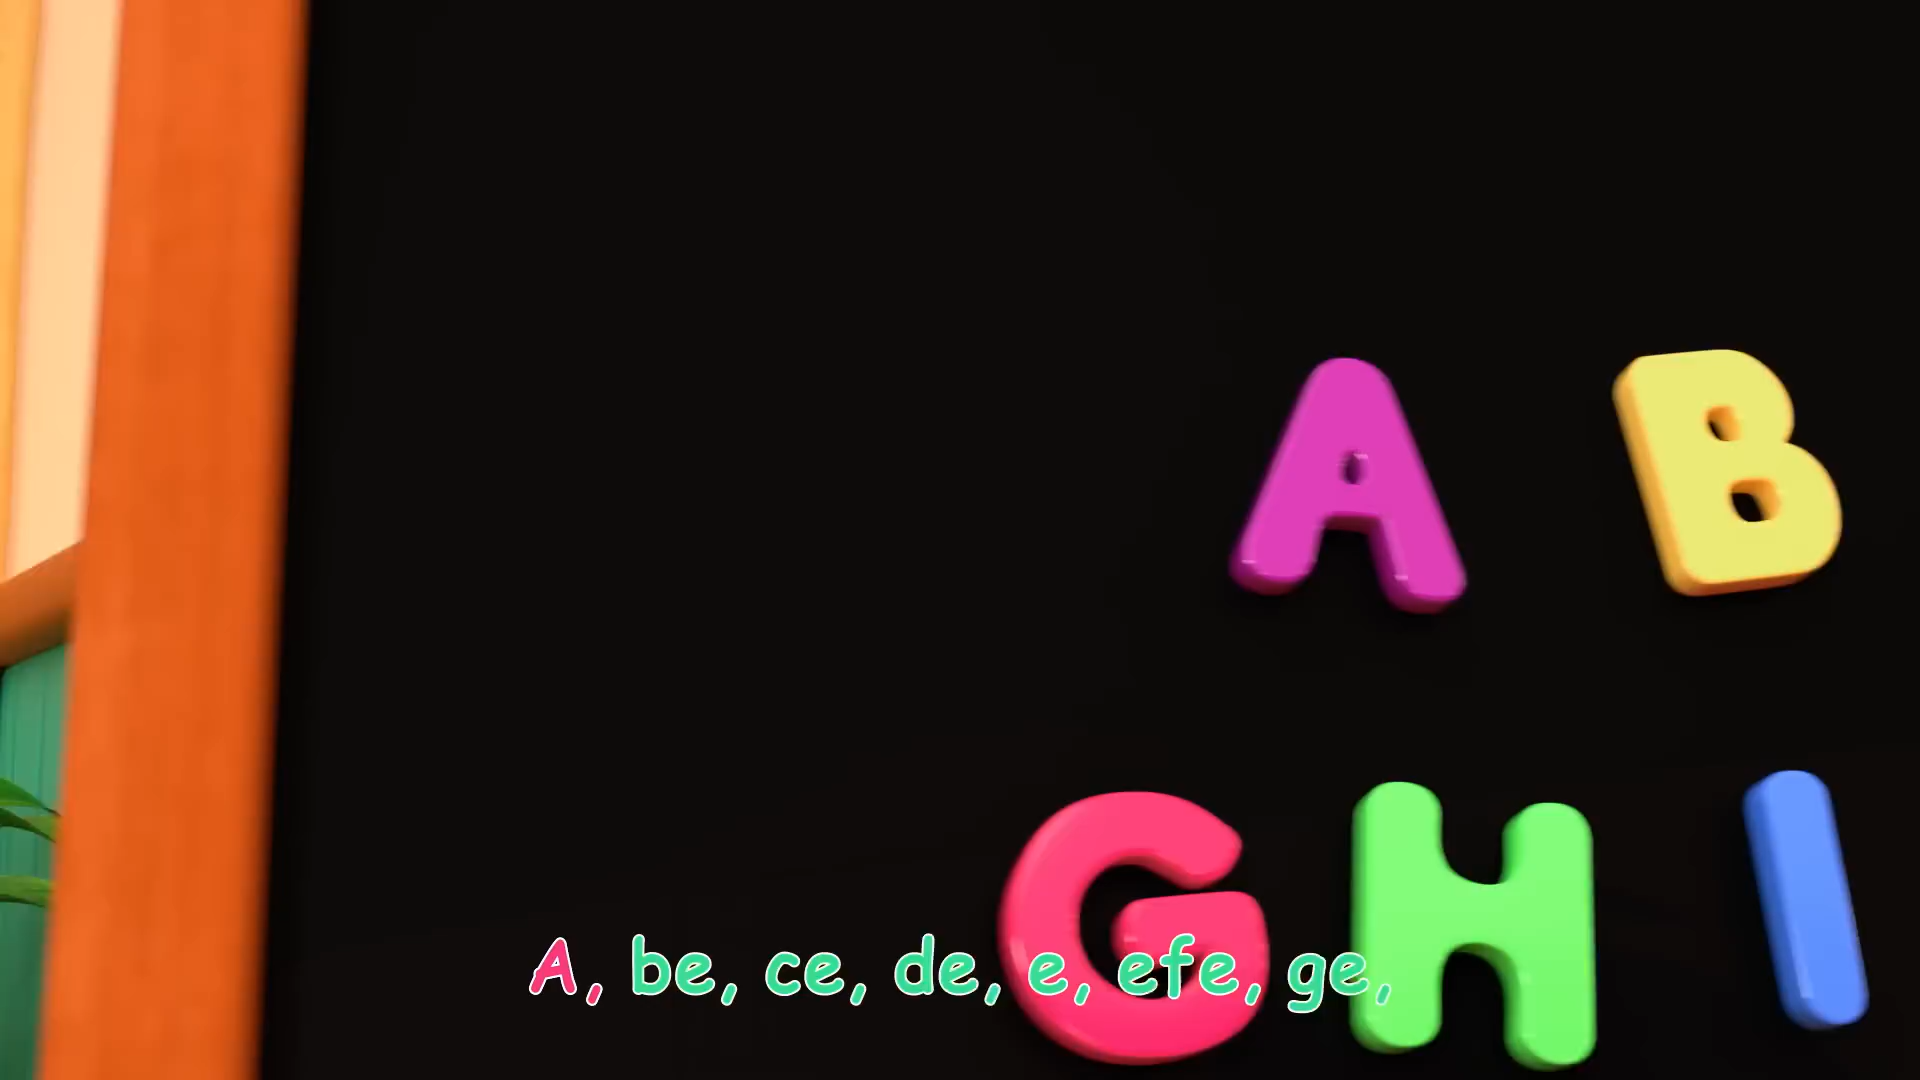 A B
G H I
A, be, ce, de, e, efe, ge,